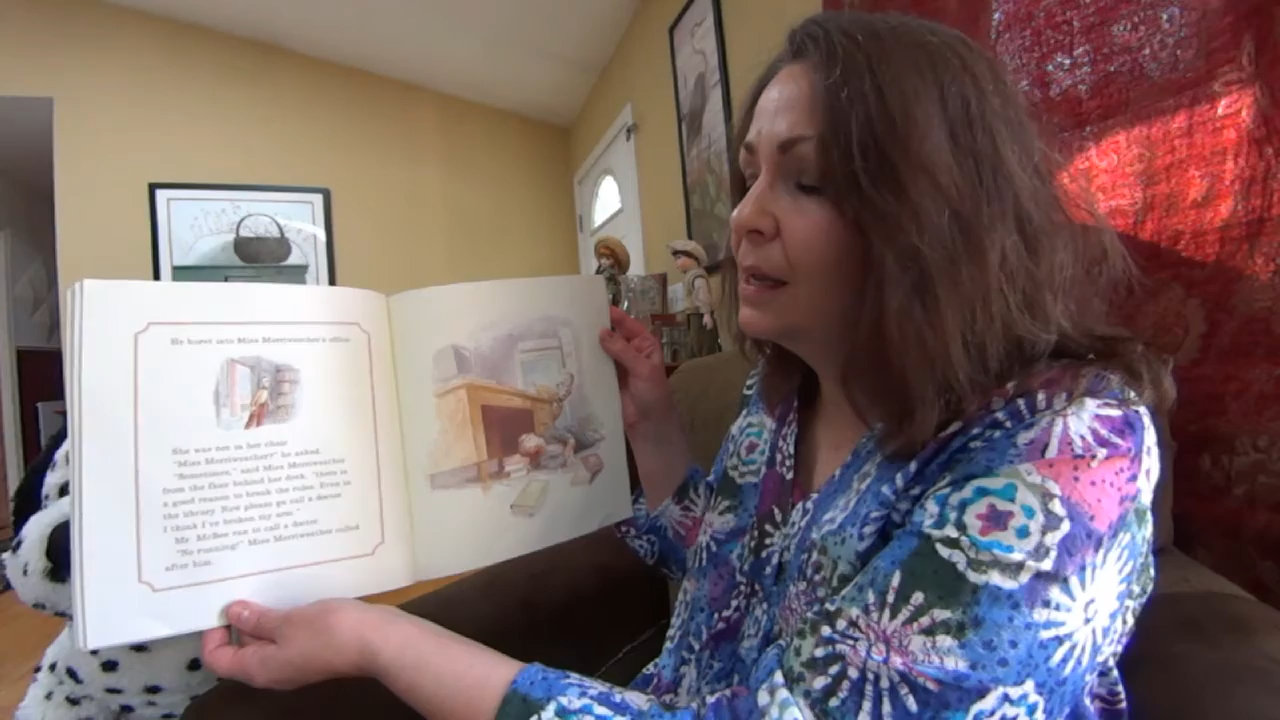 He burst into Miss Merriweather's office.
She was not in her chair.
"Miss Merriweather?" he asked.
"Sometimes," said Miss Merriweather
from the floor behind her desk, "there is
a good reason to break the rules. Even in
the library. Now please go call a doctor.
I think I've broken my arm."
Mr. McBee ran to call a doctor.
"No running!" Miss Merriweather called
after him.